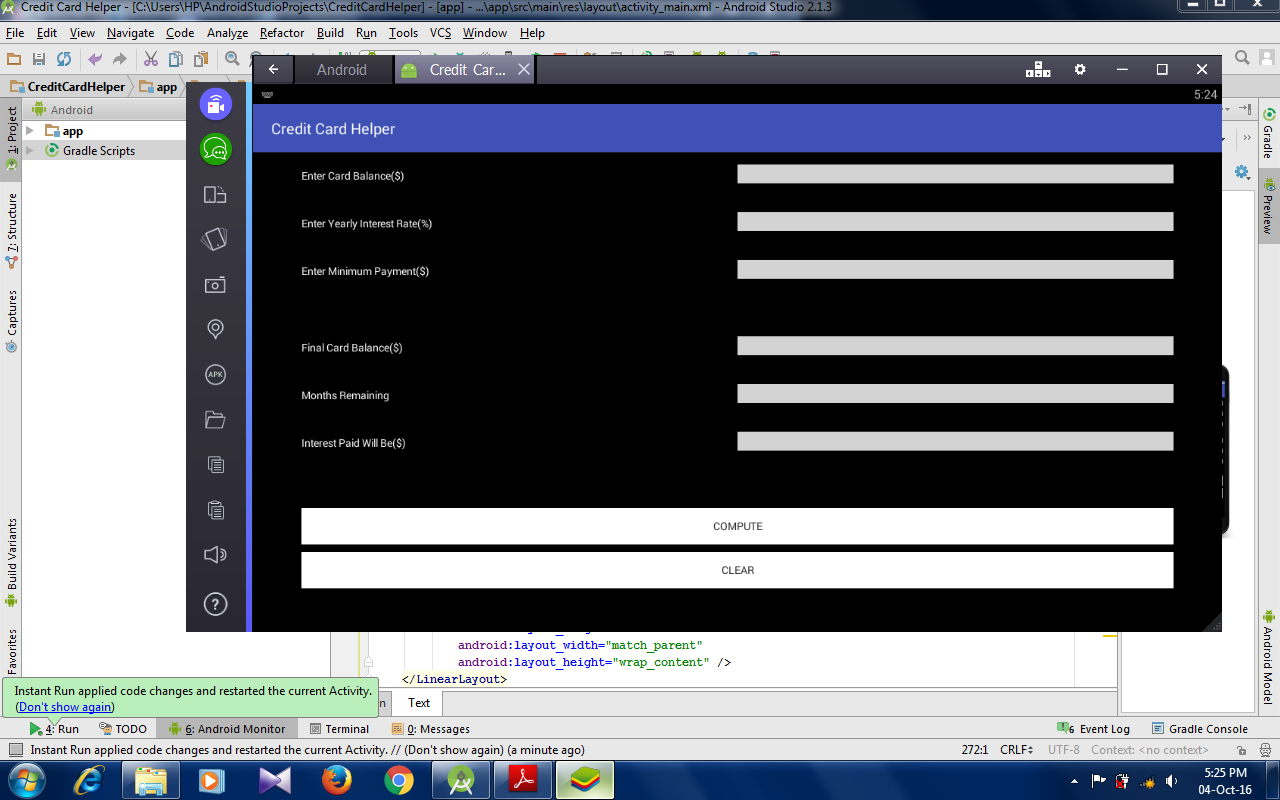 Credit Card Helper - [C:\Users\HP\AndroidStudioProjects\CreditCardHelper] - [app] - ...\app\src\main\res\layout\activity_main.xml - Android Studio 2.1.3
File Edit View Navigate Code Analyze Refactor Build Run Tools VCS Window Help
Android
Credit Car...
CreditCardHelper
app
5:24
Credit Card Helper
Android
app
Gradle Scripts
1: Project
7: Structure
Captures
Build Variants
Favorites
APK
?
Enter Card Balance($)
Enter Yearly Interest Rate(%)
Enter Minimum Payment($)
Final Card Balance($)
Months Remaining
Interest Paid Will Be($)
COMPUTE
CLEAR
Gradle
Preview
Android Model
android:layout_width="match_parent"
android:layout_height="wrap_content" />
</LinearLayout>
Instant Run applied code changes and restarted the current Activity.
(Don't show again)
Text
4: Run
TODO
6: Android Monitor
Terminal
0: Messages
6 Event Log
Gradle Console
Instant Run applied code changes and restarted the current Activity. // (Don't show again) (a minute ago)
272:1
CRLF
UTF-8
Context: <no context>
5:25 PM
04-Oct-16